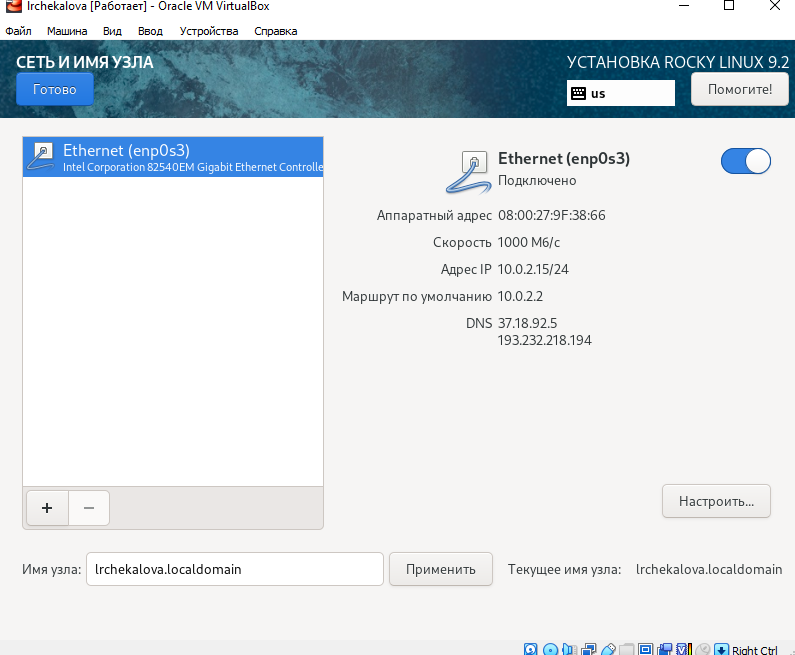 lrchekalova [Работает] - Oracle VM VirtualBox
Файл Машина Вид Ввод Устройства Справка
СЕТЬ И ИМЯ УЗЛА
УСТАНОВКА ROCKY LINUX 9.2
Готово
us
Помогите!
Ethernet (enp0s3)
Intel Corporation 82540EM Gigabit Ethernet Controlle
Ethernet (enp0s3)
Подключено
Аппаратный адрес 08:00:27:9F:38:66
Скорость 1000 Мб/с
Адрес IP 10.0.2.15/24
Маршрут по умолчанию 10.0.2.2
DNS 37.18.92.5
193.232.218.194
+ −
Настроить...
Имя узла: lrchekalova.localdomain Применить Текущее имя узла: lrchekalova.localdomain
Right Ctrl